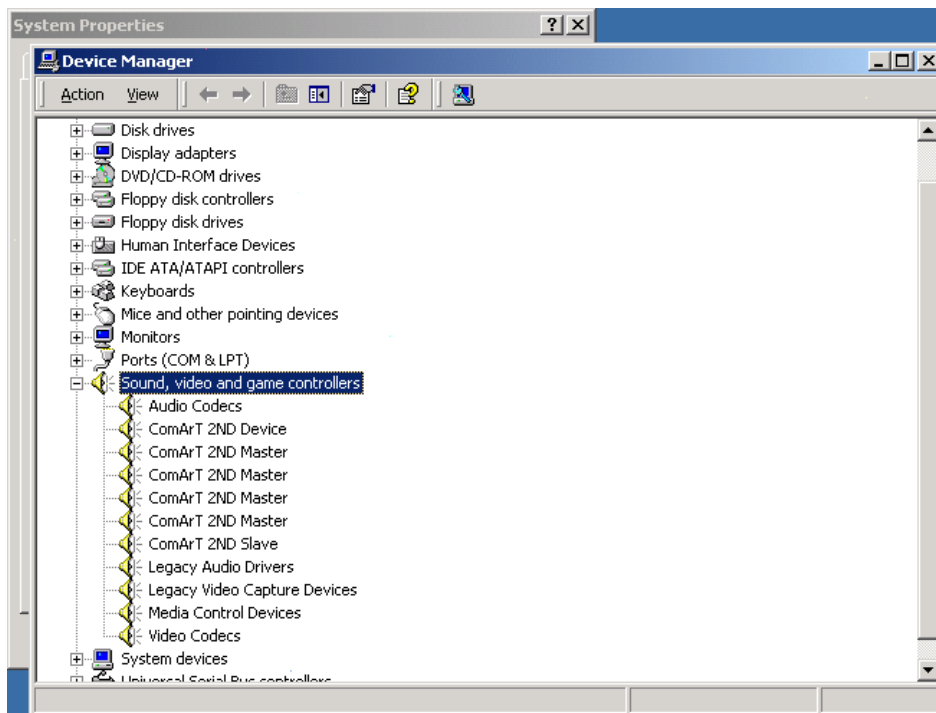 System Properties
Device Manager
Action View
Disk drives
Display adapters
DVD/CD-ROM drives
Floppy disk controllers
Floppy disk drives
Human Interface Devices
IDE ATA/ATAPI controllers
Keyboards
Mice and other pointing devices
Monitors
Ports (COM & LPT)
Sound, video and game controllers
Audio Codecs
ComArT 2ND Device
ComArT 2ND Master
ComArT 2ND Master
ComArT 2ND Master
ComArT 2ND Master
ComArT 2ND Slave
Legacy Audio Drivers
Legacy Video Capture Devices
Media Control Devices
Video Codecs
System devices
Universal Serial Bus controllers